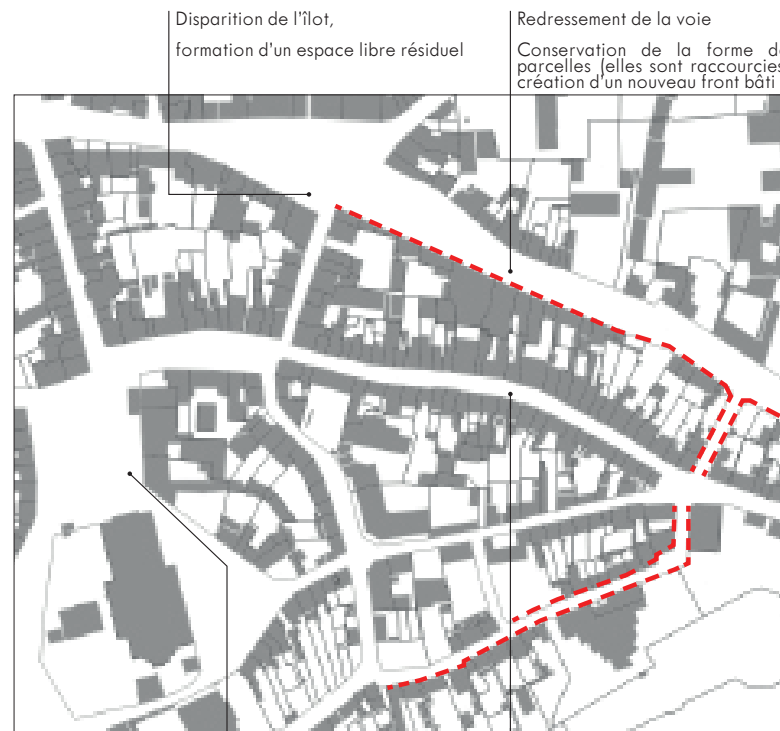 Disparition de l'îlot,
formation d'un espace libre résiduel
Redressement de la voie
Conservation de la forme de
parcelles (elles sont raccourcies
création d'un nouveau front bâti